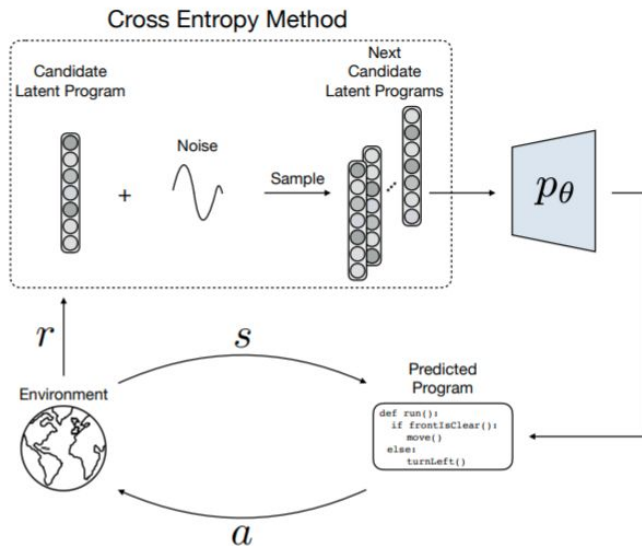 Cross Entropy Method
Candidate
Latent Program
Noise
+
Sample
Next
Candidate
Latent Programs
p_θ
r
s
Environment
Predicted
Program
def run():
  if frontIsClear():
    move()
  else:
    turnLeft()
a